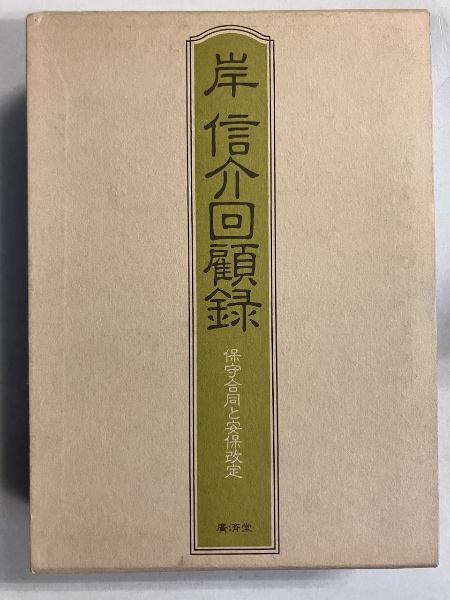 岸信介回顧録
保守合同と安保改定
廣済堂